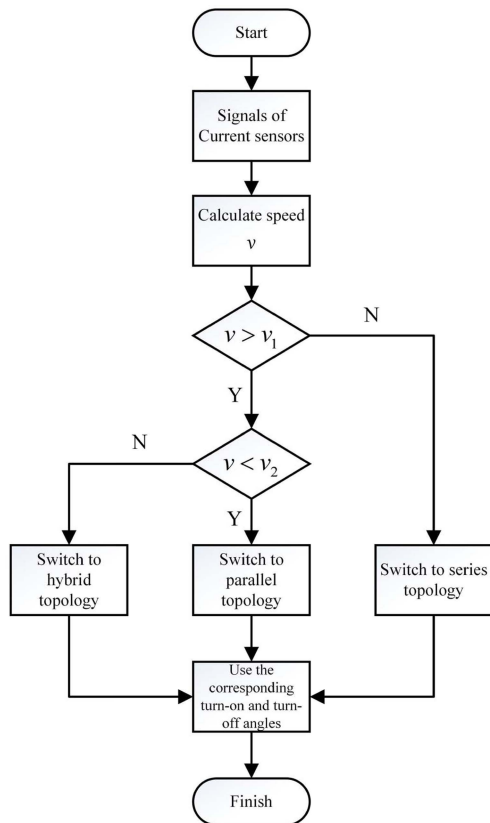 Start
Signals of
Current sensors
Calculate speed
v
v > v₁
N
Y
N
v < v₂
Y
Switch to
hybrid
topology
Switch to
parallel
topology
Switch to series
topology
Use the
corresponding
turn-on and turn-
off angles
Finish